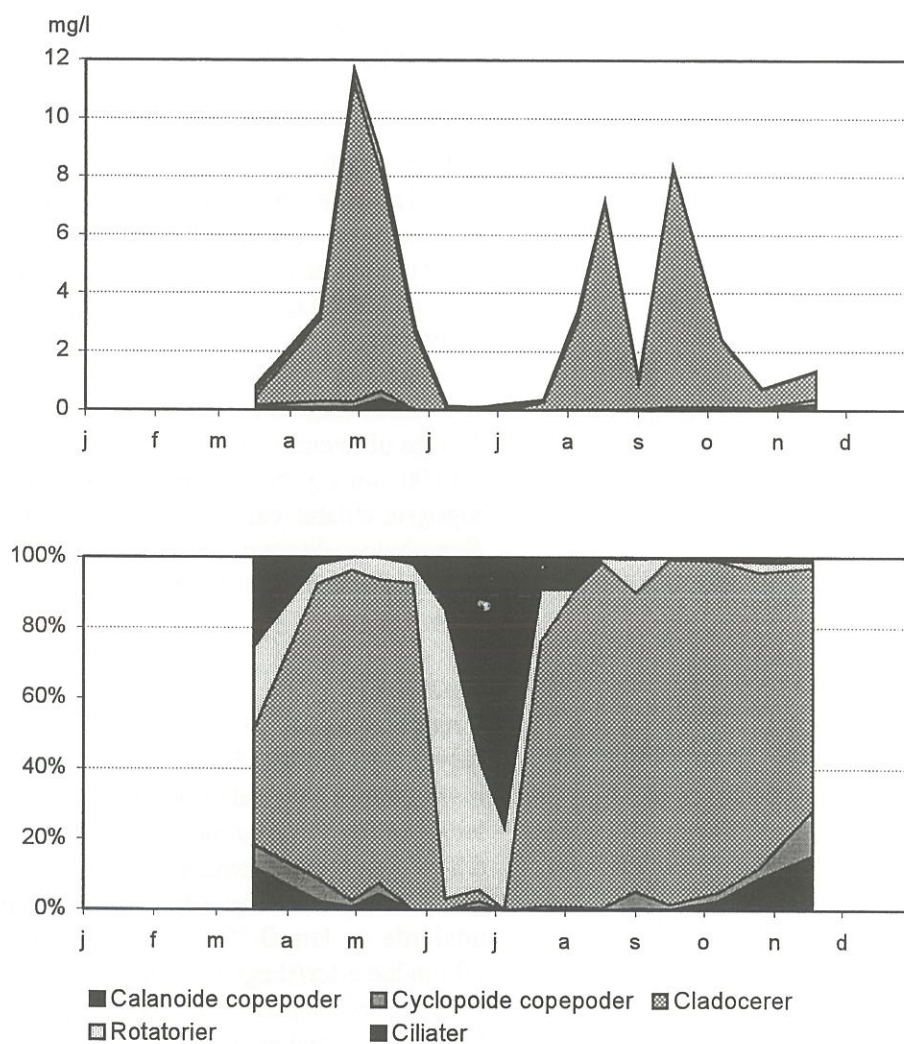 mg/l
12
10
8
6
4
2
0
j f m a m j j a s o n d
100%
80%
60%
40%
20%
0%
j f m a m j j a s o n d
Calanoide copepoder Cyclopoide copepoder Cladocerer
Rotatorier Ciliater